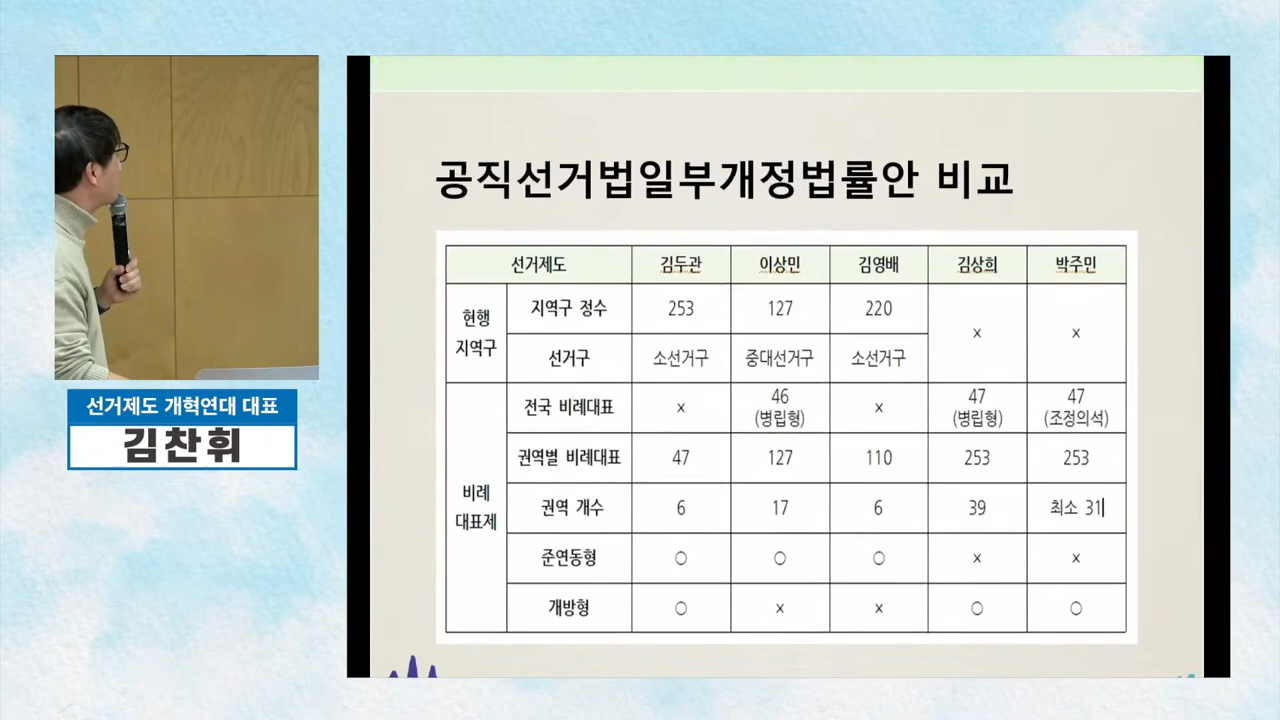 선거제도 개혁연대 대표
김찬휘
공직선거법일부개정법률안 비교
선거제도 김두관 이상민 김영배 김상희 박주민
현행 지역구 지역구 정수 253 127 220 × ×
선거구 소선거구 중대선거구 소선거구
비례 대표제 전국 비례대표 × 46 (병립형) × 47 (병립형) 47 (조정의석)
권역별 비례대표 47 127 110 253 253
권역 개수 6 17 6 39 최소 31
준연동형 ○ ○ ○ × ×
개방형 ○ × × ○ ○